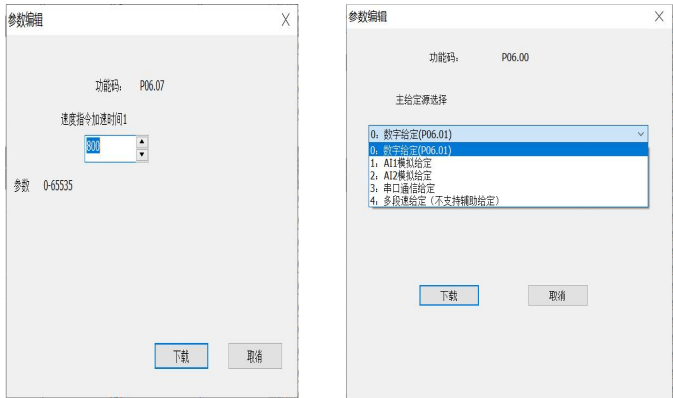 参数编辑
功能码： P06.07
速度指令加速时间1
800
参数 0-65535
下载 取消
参数编辑
功能码： P06.00
主给定源选择
0：数字给定(P06.01)
0：数字给定(P06.01)
1：AI1模拟给定
2：AI2模拟给定
3：串口通信给定
4：多段速给定（不支持辅助给定）
下载 取消